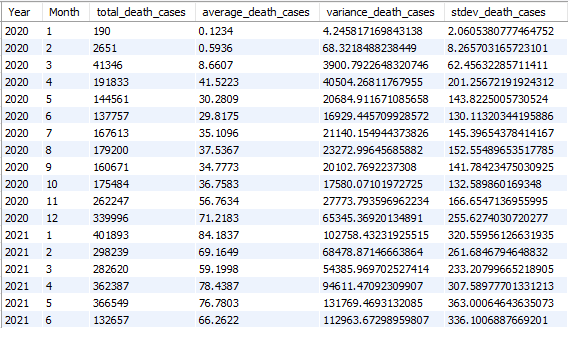 Year Month total_death_cases average_death_cases variance_death_cases stdev_death_cases
2020 1 190 0.1234 4.245817169843138 2.0605380777464752
2020 2 2651 0.5936 68.3218488238449 8.265703165723101
2020 3 41346 8.6607 3900.7922648320746 62.45632285711411
2020 4 191833 41.5223 40504.26811767955 201.25672191924312
2020 5 144561 30.2809 20684.911671085658 143.8225005730524
2020 6 137757 29.8175 16929.445709928572 130.11320344195886
2020 7 167613 35.1096 21140.154944373826 145.39654378414167
2020 8 179200 37.5367 23272.99645685882 152.55489653517785
2020 9 160671 34.7773 20102.7692237308 141.78423475030925
2020 10 175484 36.7583 17580.07101972725 132.589860169348
2020 11 262247 56.7634 27773.793596962234 166.6547136955995
2020 12 339996 71.2183 65345.36920134891 255.6274030720277
2021 1 401893 84.1837 102758.43231925515 320.55956126631935
2021 2 298239 69.1649 68478.87146663864 261.6846794648832
2021 3 282620 59.1998 54385.969702527414 233.20799665218905
2021 4 362387 78.4387 94611.47092309907 307.58977701331213
2021 5 366549 76.7803 131769.4693132085 363.00064643635073
2021 6 132657 66.2622 112963.67298959807 336.1006887669201